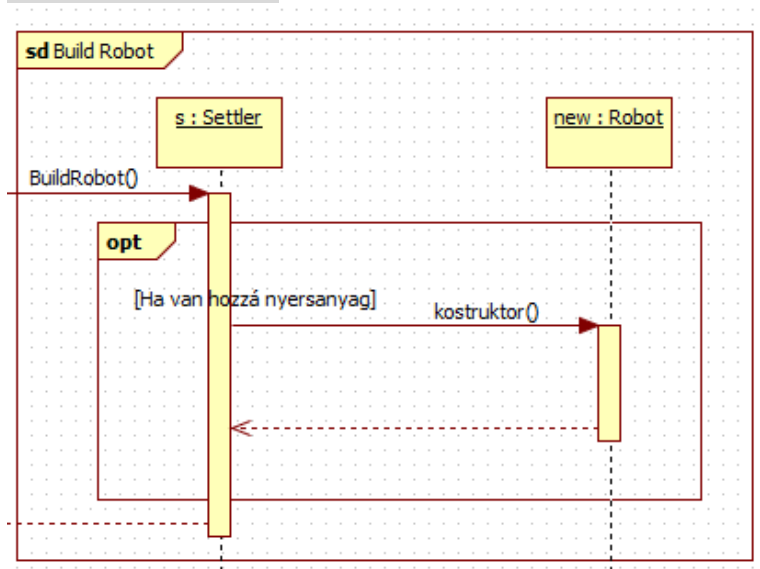 sd Build Robot
s : Settler
new : Robot
BuildRobot()
opt
[Ha van hozzá nyersanyag]
kostruktor()